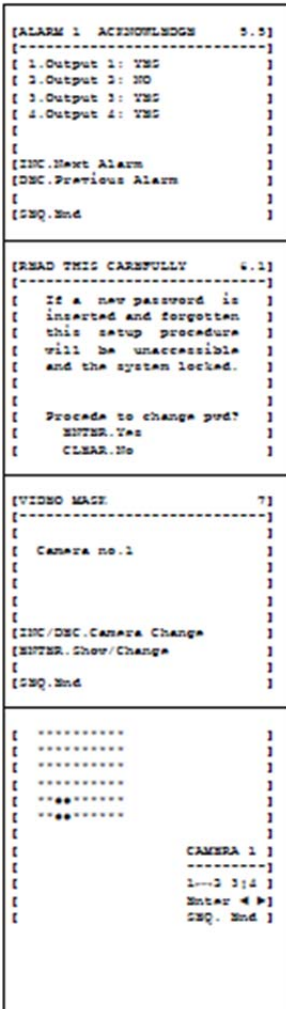 [ALARM 1 ACKNOWLEDGE 5.5]
[---------------------------]
[ 1.Output 1: YES ]
[ 2.Output 2: NO ]
[ 3.Output 3: YES ]
[ 4.Output 4: YES ]
[ ]
[ ]
[INC.Next Alarm ]
[DEC.Previous Alarm ]
[ ]
[SEQ.End ]
[READ THIS CAREFULLY 6.1]
[---------------------------]
[ If a new password is ]
[ inserted and forgotten ]
[ this setup procedure ]
[ will be unaccessible ]
[ and the system locked. ]
[ ]
[ ]
[ Procede to change pwd? ]
[ ENTER.Yes ]
[ CLEAR.No ]
[VIDEO MASK 7]
[---------------------------]
[ ]
[ Camera no.1 ]
[ ]
[ ]
[ ]
[ ]
[INC/DEC.Camera Change ]
[ENTER.Show/Change ]
[ ]
[SEQ.End ]
[ ********** ]
[ ********** ]
[ ********** ]
[ ********** ]
[ **●●****** ]
[ **●●****** ]
[ ]
[ CAMERA 1 ]
[ --------- ]
[ 1---2 3;4 ]
[ Enter ◄ ►]
[ SEQ. End ]